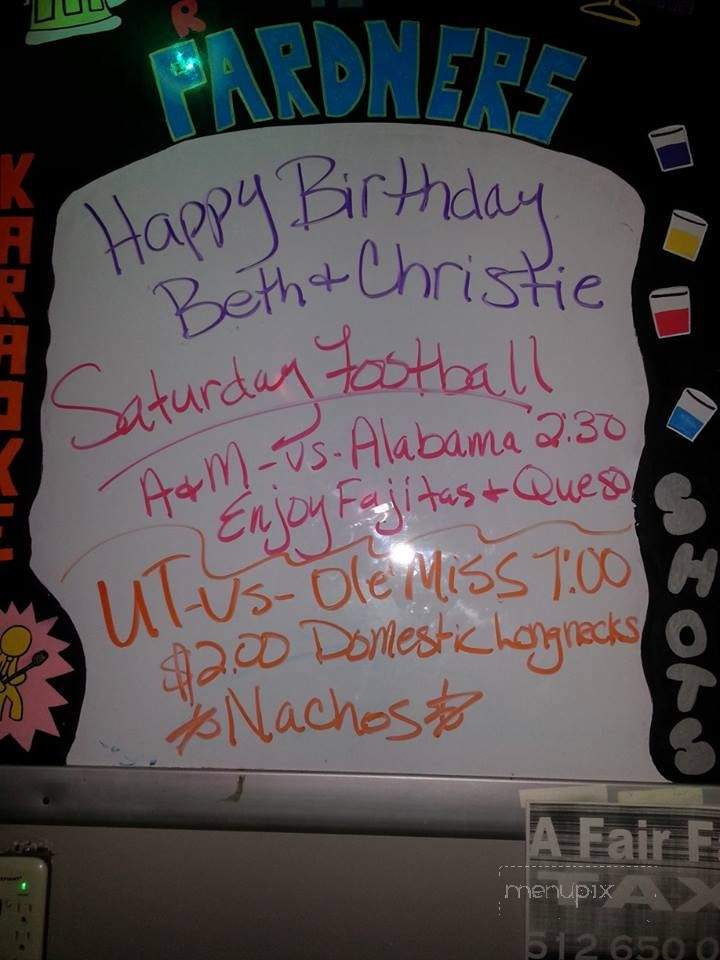 R
PARDNERS
KARAOKE
Happy Birthday
Beth & Christie
Saturday Football
A&M - vs. - Alabama 2:30
Enjoy Fajitas & Queso
UT - vs - Ole Miss 7:00
$2.00 Domestic Longnecks
*Nachos*
SHOTS
A Fair
TAX
menupix
512 650 0